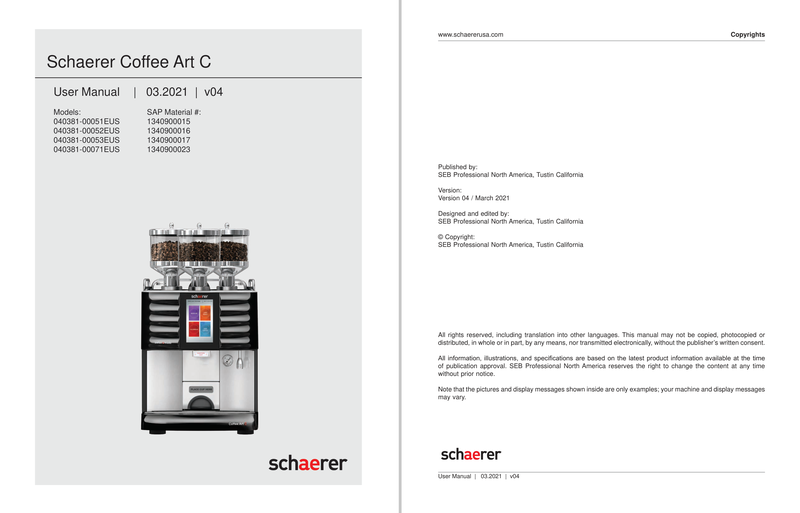 Schaerer Coffee Art C
User Manual | 03.2021 | v04
Models: SAP Material #:
040381-00051EUS 1340900015
040381-00052EUS 1340900016
040381-00053EUS 1340900017
040381-00071EUS 1340900023
schaerer
schaerer
www.schaererusa.com Copyrights
Published by:
SEB Professional North America, Tustin California
Version:
Version 04 / March 2021
Designed and edited by:
SEB Professional North America, Tustin California
© Copyright:
SEB Professional North America, Tustin California
All rights reserved, including translation into other languages. This manual may not be copied, photocopied or
distributed, in whole or in part, by any means, nor transmitted electronically, without the publisher's written consent.
All information, illustrations, and specifications are based on the latest product information available at the time
of publication approval. SEB Professional North America reserves the right to change the content at any time
without prior notice.
Note that the pictures and display messages shown inside are only examples; your machine and display messages
may vary.
schaerer
User Manual | 03.2021 | v04